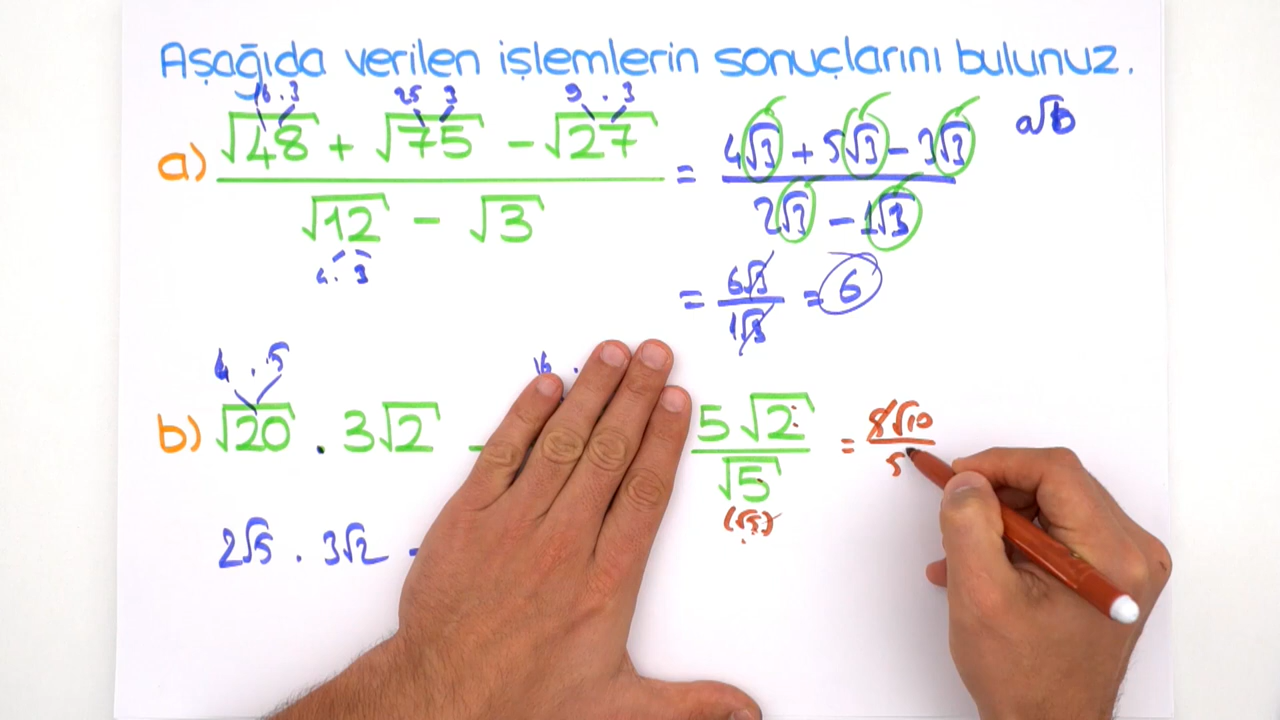 Aşağıda verilen işlemlerin sonuçlarını bulunuz.
16 . 3 25 3 9 . 3
a) (√48 + √75 − √27) / (√12 − √3) = (4√3 + 5√3 − 3√3) / (2√3 − 1√3) a√b
4 . 3
= 6√3 / 1√3 = 6
4 . 5 16 .
b) √20 . 3√2 − 5√2 / √5 = √10 / 5
(√5)
2√5 . 3√2 -